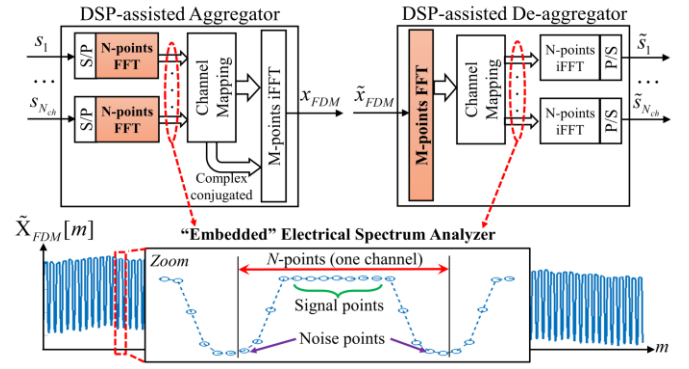 DSP-assisted Aggregator
s1
S/P
N-points
FFT
...
sNch
S/P
N-points
FFT
Channel
Mapping
Complex
conjugated
M-points iFFT
xFDM
DSP-assisted De-aggregator
x̃FDM
M-points FFT
Channel
Mapping
N-points
iFFT
P/S
s̃1
...
N-points
iFFT
P/S
s̃Nch
X̃FDM[m]
"Embedded" Electrical Spectrum Analyzer
Zoom
N-points (one channel)
Signal points
Noise points
m